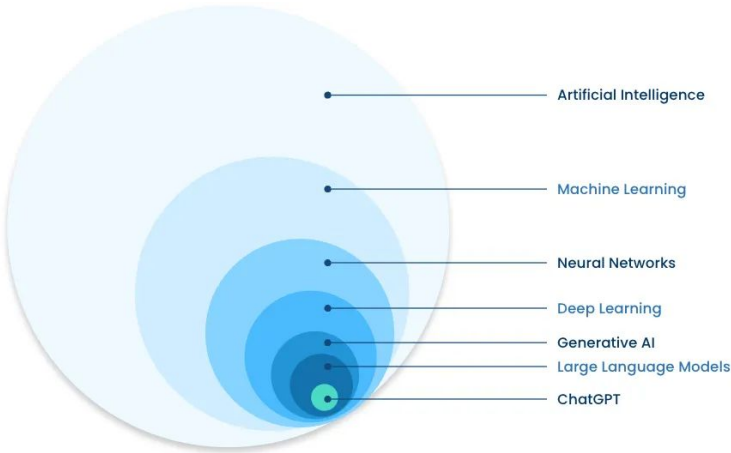 Artificial Intelligence
Machine Learning
Neural Networks
Deep Learning
Generative AI
Large Language Models
ChatGPT